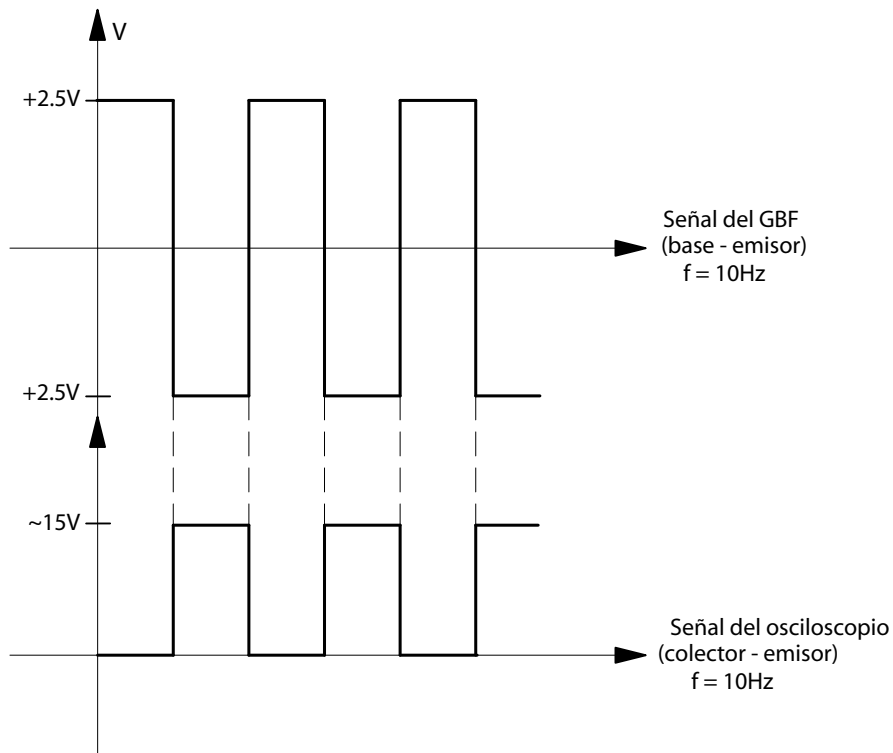 V
+2.5V
Señal del GBF
(base - emisor)
f = 10Hz
+2.5V
~15V
Señal del osciloscopio
(colector - emisor)
f = 10Hz